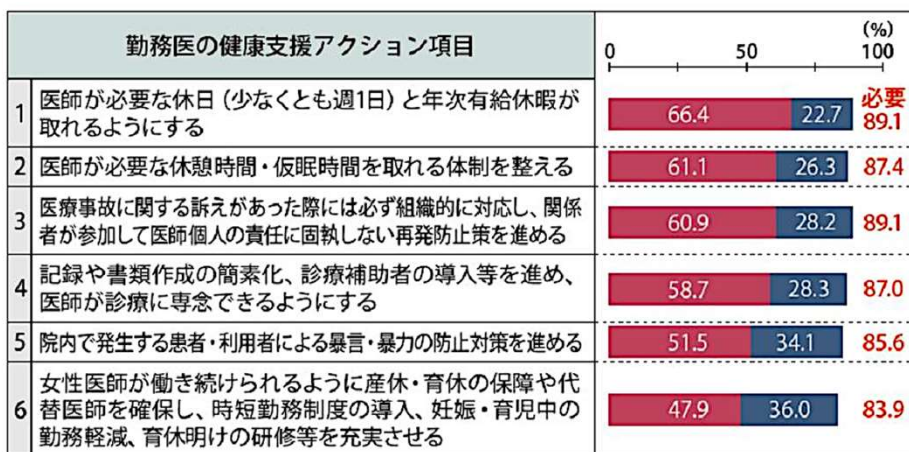 勤務医の健康支援アクション項目
(%)
0 50 100
必要
1 医師が必要な休日（少なくとも週1日）と年次有給休暇が
取れるようにする
66.4 22.7 89.1
2 医師が必要な休憩時間・仮眠時間を取れる体制を整える
61.1 26.3 87.4
3 医療事故に関する訴えがあった際には必ず組織的に対応し、関係
者が参加して医師個人の責任に固執しない再発防止策を進める
60.9 28.2 89.1
4 記録や書類作成の簡素化、診療補助者の導入等を進め、
医師が診療に専念できるようにする
58.7 28.3 87.0
5 院内で発生する患者・利用者による暴言・暴力の防止対策を進める
51.5 34.1 85.6
6 女性医師が働き続けられるように産休・育休の保障や代
替医師を確保し、時短勤務制度の導入、妊娠・育児中の
勤務軽減、育休明けの研修等を充実させる
47.9 36.0 83.9